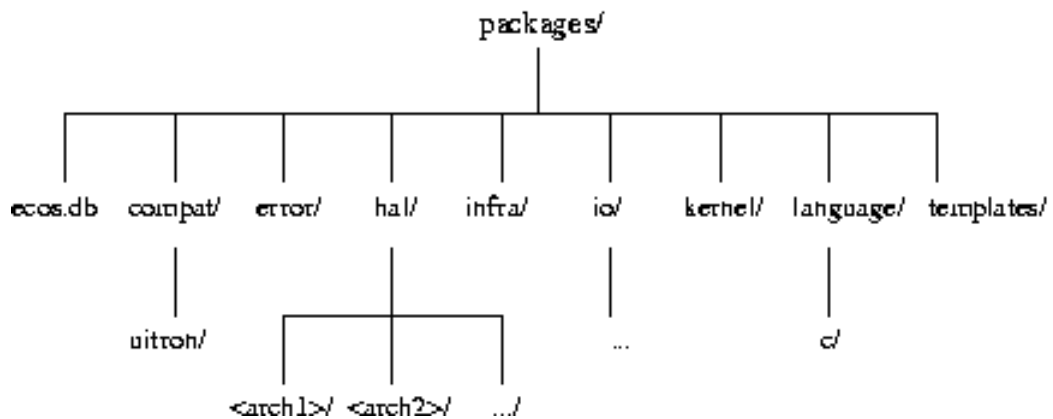 packages/
ecos.db compat/ error/ hal/ infra/ io/ kernel/ language/ templates/
uitron/ ... c/
<arch1>/ <arch2>/ .../